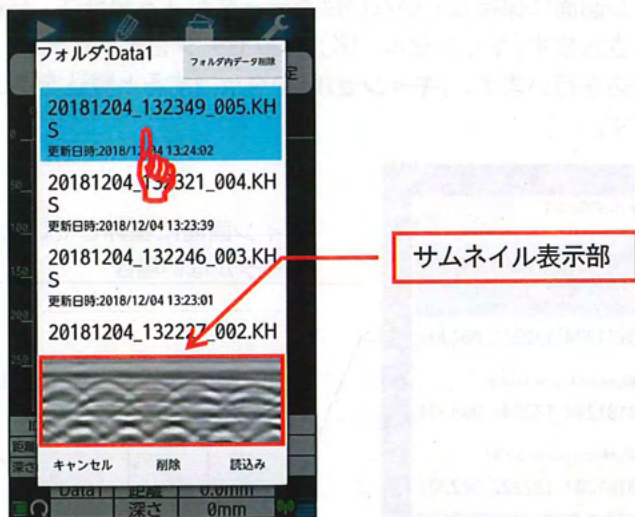 フォルダ:Data1
フォルダ内データ削除
20181204_132349_005.KH
S
更新日時:2018/12/04 13:24:02
20181204_132321_004.KH
S
更新日時:2018/12/04 13:23:39
20181204_132246_003.KH
S
更新日時:2018/12/04 13:23:01
20181204_132227_002.KH
サムネイル表示部
キャンセル 削除 読込み
Data1 距離 0.0mm
深さ 0mm